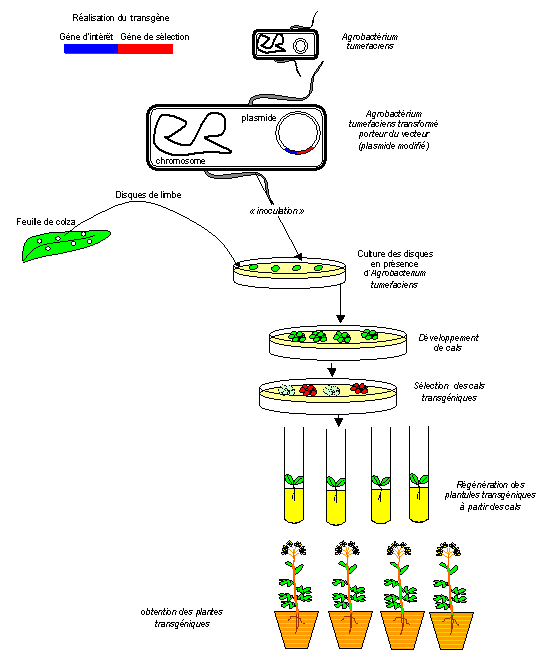 Réalisation du transgène
Gène d'intérêt Gène de sélection
Agrobactérium
tumefaciens
plasmide
chromosome
Agrobactérium
tumefaciens transformé
porteur du vecteur
(plasmide modifié)
Disques de limbe
« inoculation »
Feuille de colza
Culture des disques
en présence
d'Agrobacterium
tumefaciens
Développement
de cals
Sélection des cals
transgéniques
Régénération des
plantules transgéniques
à partir des cals
obtention des plantes
transgéniques